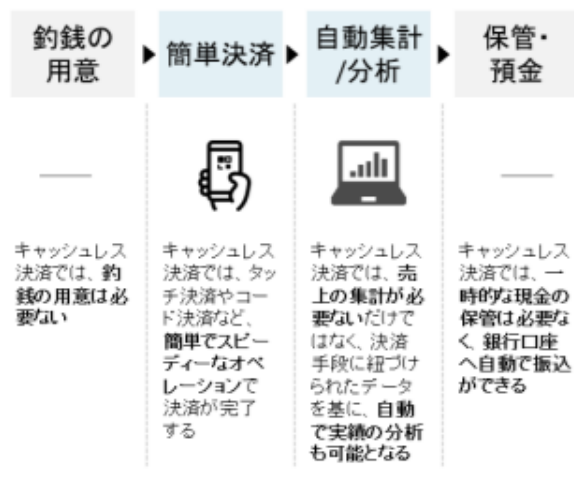 釣銭の
用意
簡単決済
自動集計
/分析
保管・
預金
キャッシュレス
決済では、釣
銭の用意は必
要ない
キャッシュレス
決済では、タッ
チ決済やコー
ド決済など、
簡単でスピー
ディーなオペ
レーションで
決済が完了
する
キャッシュレス
決済では、売
上の集計が必
要ないだけで
はなく、決済
手段に紐づけ
られたデータ
を基に、自動
で実績の分析
も可能となる
キャッシュレス
決済では、一
時的な現金の
保管は必要な
く、銀行口座
へ自動で振込
ができる